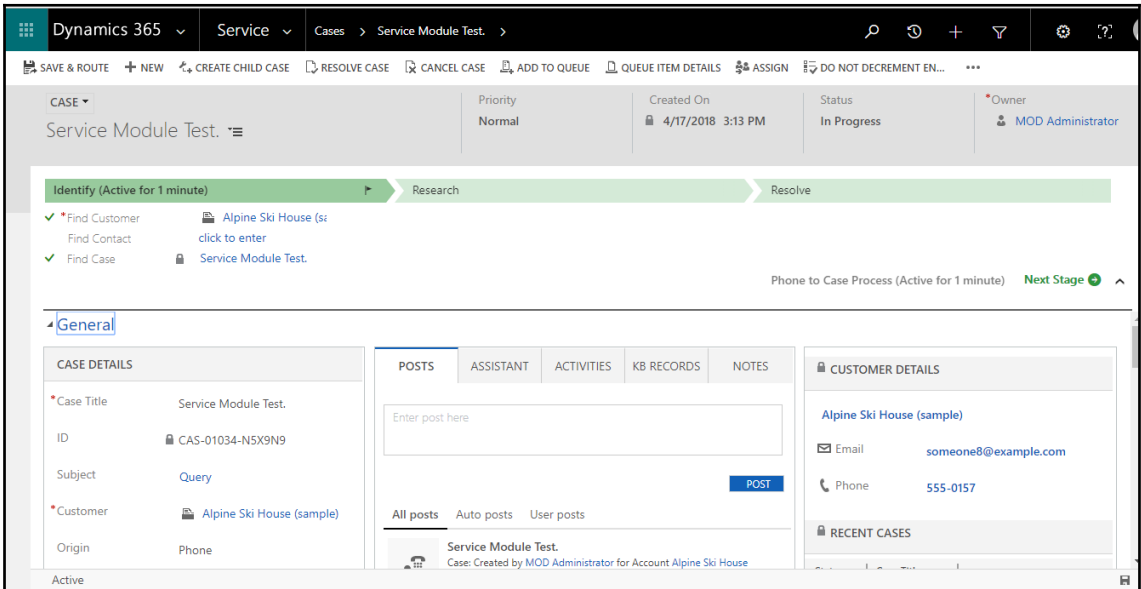 Dynamics 365 Service Cases > Service Module Test. > [?]
SAVE & ROUTE + NEW CREATE CHILD CASE RESOLVE CASE CANCEL CASE ADD TO QUEUE QUEUE ITEM DETAILS ASSIGN DO NOT DECREMENT EN... •••
CASE
Service Module Test.
Priority
Normal
Created On
4/17/2018 3:13 PM
Status
In Progress
*Owner
MOD Administrator
Identify (Active for 1 minute) Research Resolve
*Find Customer Alpine Ski House (sa
Find Contact click to enter
Find Case Service Module Test.
Phone to Case Process (Active for 1 minute) Next Stage
General
CASE DETAILS
*Case Title Service Module Test.
ID CAS-01034-N5X9N9
Subject Query
*Customer Alpine Ski House (sample)
Origin Phone
POSTS ASSISTANT ACTIVITIES KB RECORDS NOTES
Enter post here
POST
All posts Auto posts User posts
Service Module Test.
Case: Created by MOD Administrator for Account Alpine Ski House
CUSTOMER DETAILS
Alpine Ski House (sample)
Email someone8@example.com
Phone 555-0157
RECENT CASES
Active